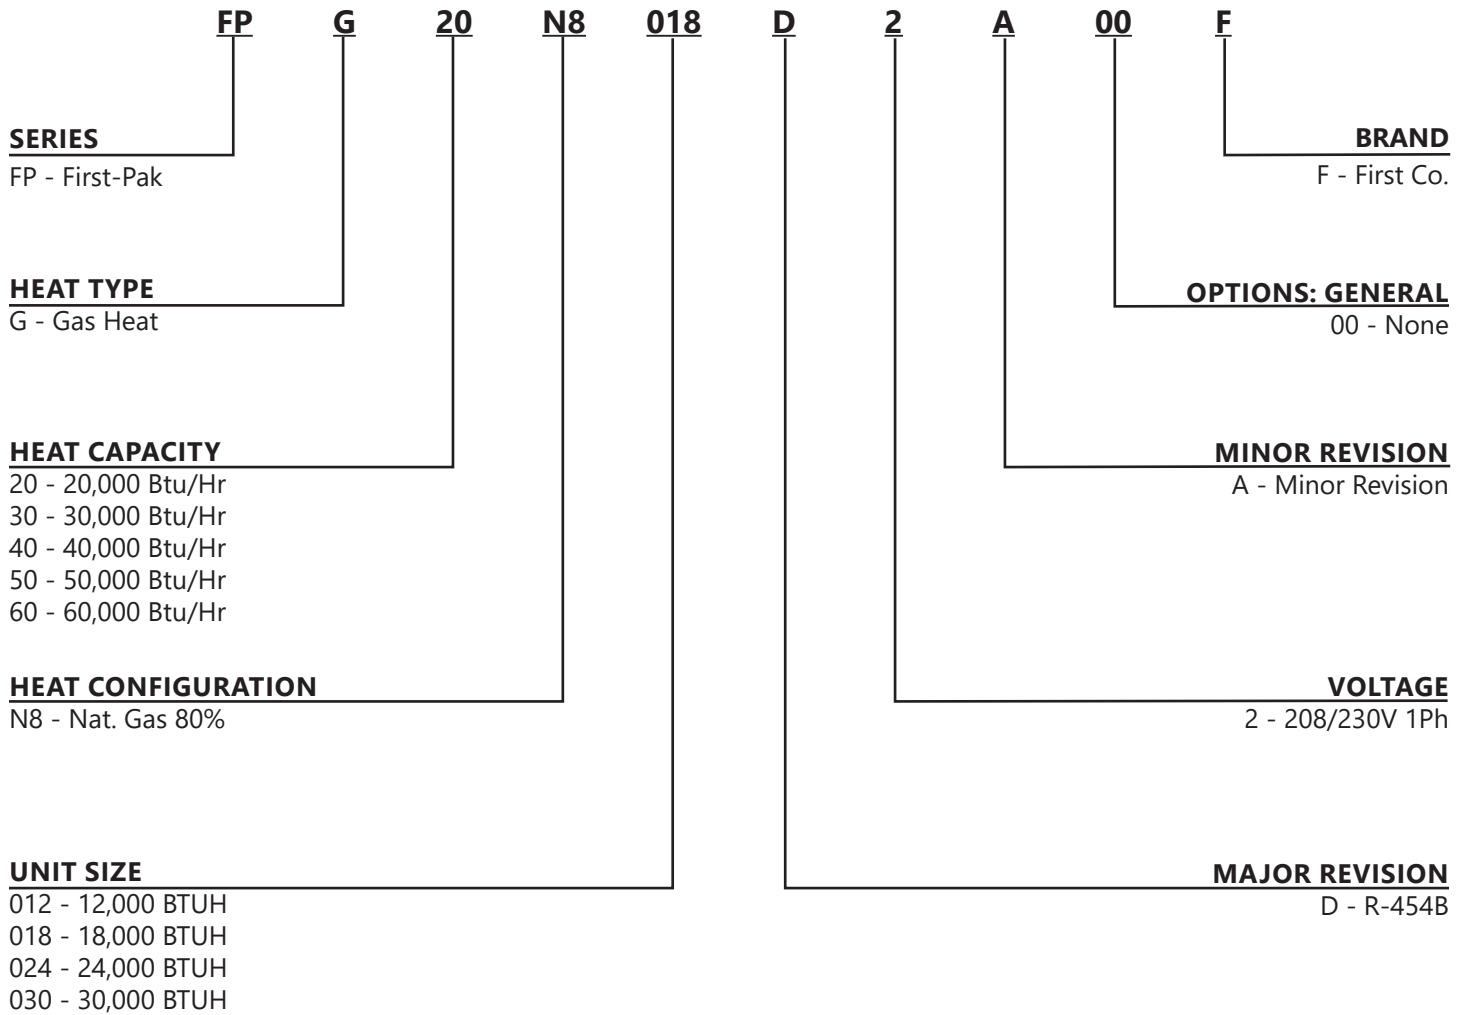 FP G 20 N8 018 D 2 A 00 F
SERIES
FP - First-Pak
HEAT TYPE
G - Gas Heat
HEAT CAPACITY
20 - 20,000 Btu/Hr
30 - 30,000 Btu/Hr
40 - 40,000 Btu/Hr
50 - 50,000 Btu/Hr
60 - 60,000 Btu/Hr
HEAT CONFIGURATION
N8 - Nat. Gas 80%
UNIT SIZE
012 - 12,000 BTUH
018 - 18,000 BTUH
024 - 24,000 BTUH
030 - 30,000 BTUH
BRAND
F - First Co.
OPTIONS: GENERAL
00 - None
MINOR REVISION
A - Minor Revision
VOLTAGE
2 - 208/230V 1Ph
MAJOR REVISION
D - R-454B